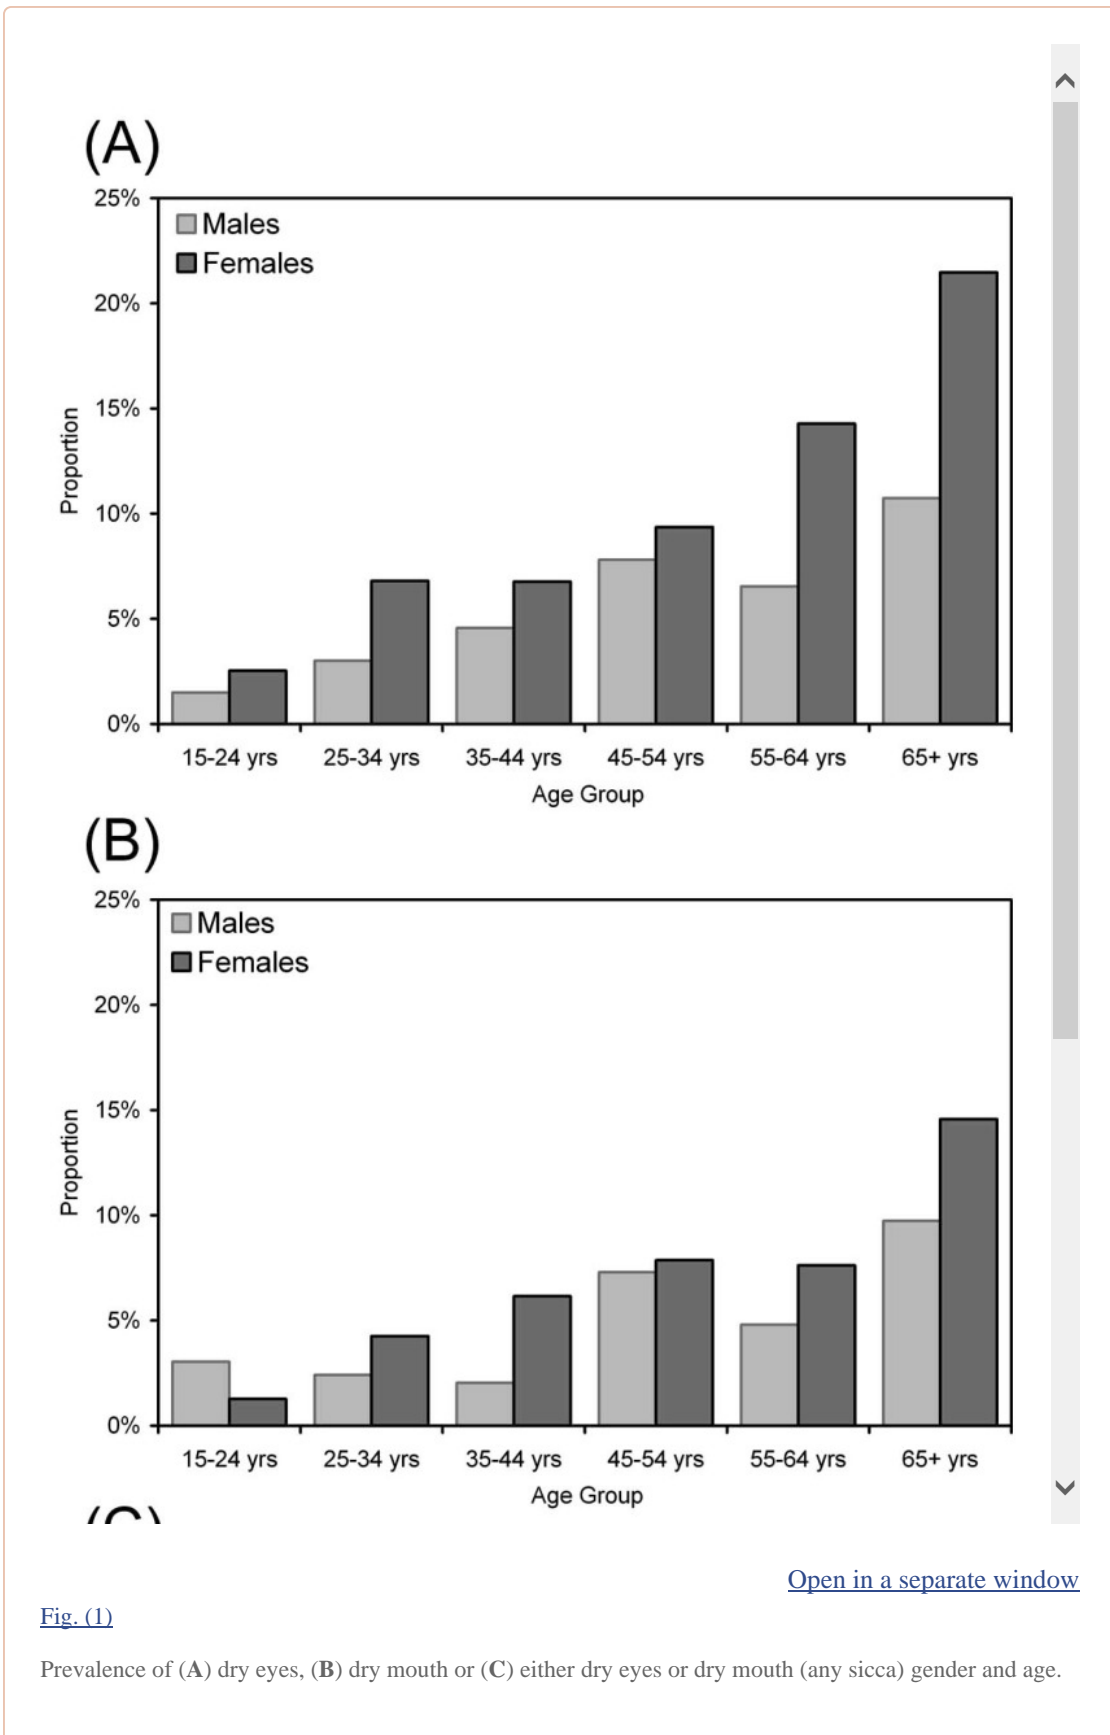 (A)
25%
Males
Females
20%
15%
10%
5%
0%
Proportion
15-24 yrs 25-34 yrs 35-44 yrs 45-54 yrs 55-64 yrs 65+ yrs
Age Group
(B)
25%
Males
Females
20%
15%
10%
5%
0%
Proportion
15-24 yrs 25-34 yrs 35-44 yrs 45-54 yrs 55-64 yrs 65+ yrs
Age Group
(C)
Open in a separate window
Fig. (1)
Prevalence of (A) dry eyes, (B) dry mouth or (C) either dry eyes or dry mouth (any sicca) gender and age.